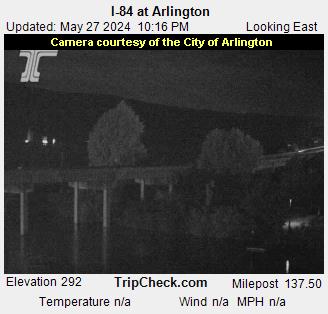 I-84 at Arlington
Updated: May 27 2024 10:16 PM Looking East
Camera courtesy of the City of Arlington
Elevation 292 TripCheck.com Milepost 137.50
Temperature n/a Wind n/a MPH n/a